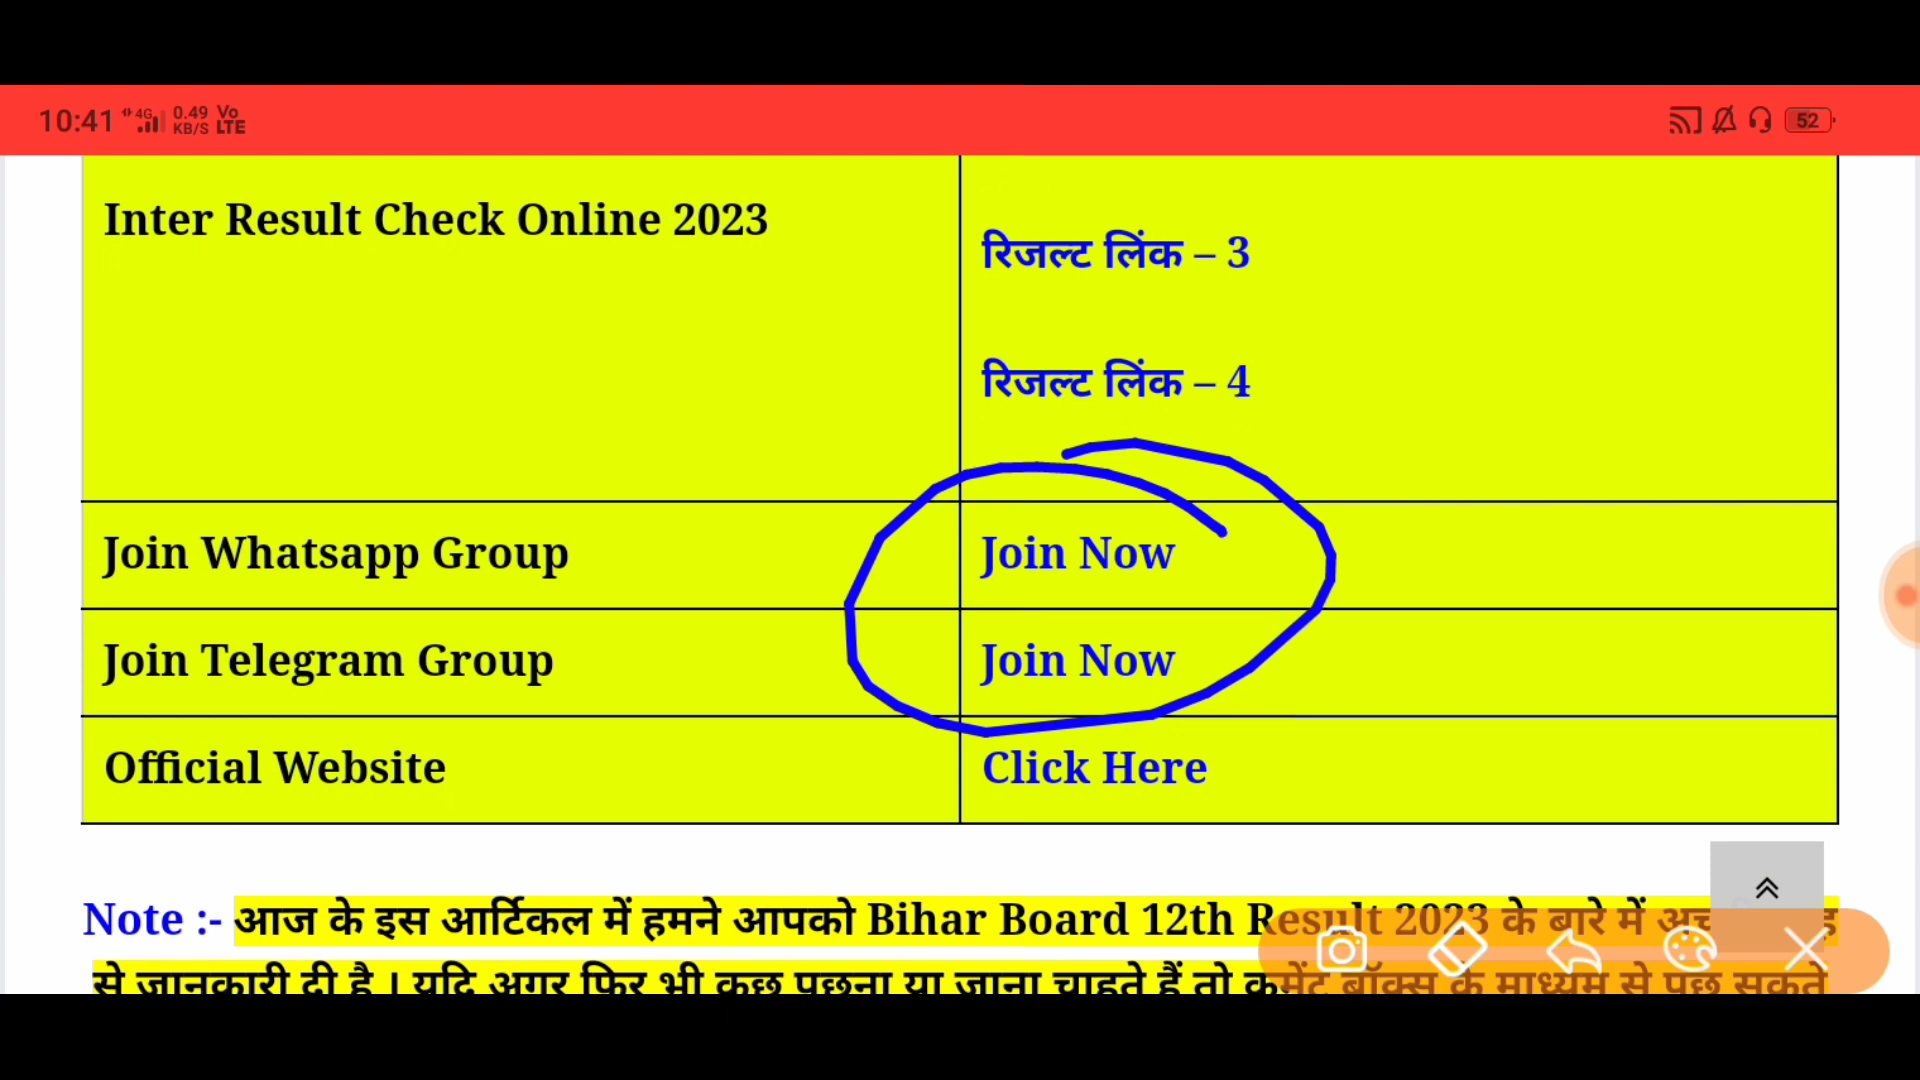 10:41 4G 0.49 KB/S Vo LTE 52
Inter Result Check Online 2023
रिजल्ट लिंक – 3
रिजल्ट लिंक – 4
Join Whatsapp Group Join Now
Join Telegram Group Join Now
Official Website Click Here
Note :- आज के इस आर्टिकल में हमने आपको Bihar Board 12th Result 2023 के बारे में
से जानकारी दी है । यदि अगर फिर भी कुछ पूछना या जाना चाहते हैं तो कमेंट बॉक्स के माध्यम से पूछ सकते